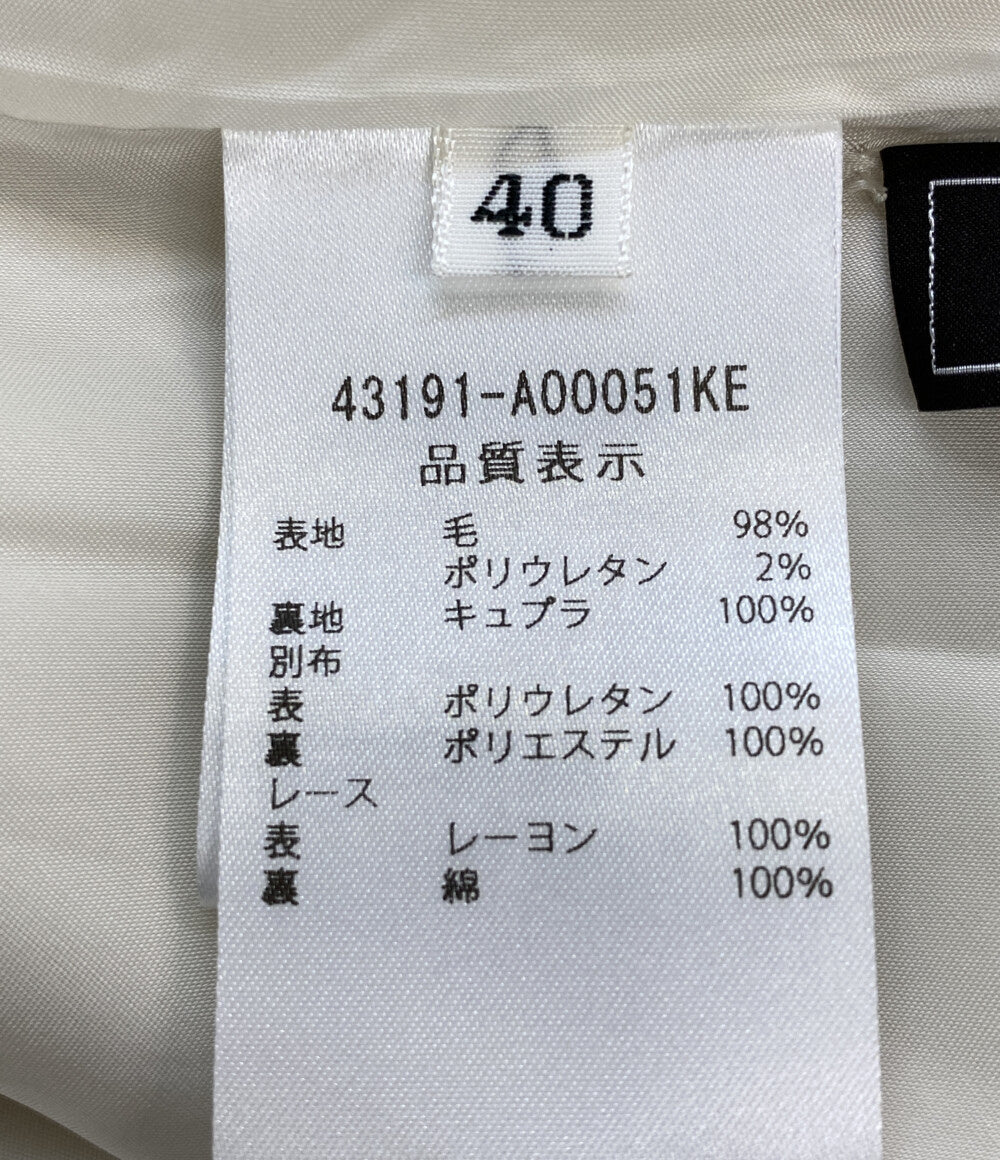 40
43191-A00051KE
品質表示
表地 毛 98%
ポリウレタン 2%
裏地 キュプラ 100%
別布
表 ポリウレタン 100%
裏 ポリエステル 100%
レース
表 レーヨン 100%
裏 綿 100%